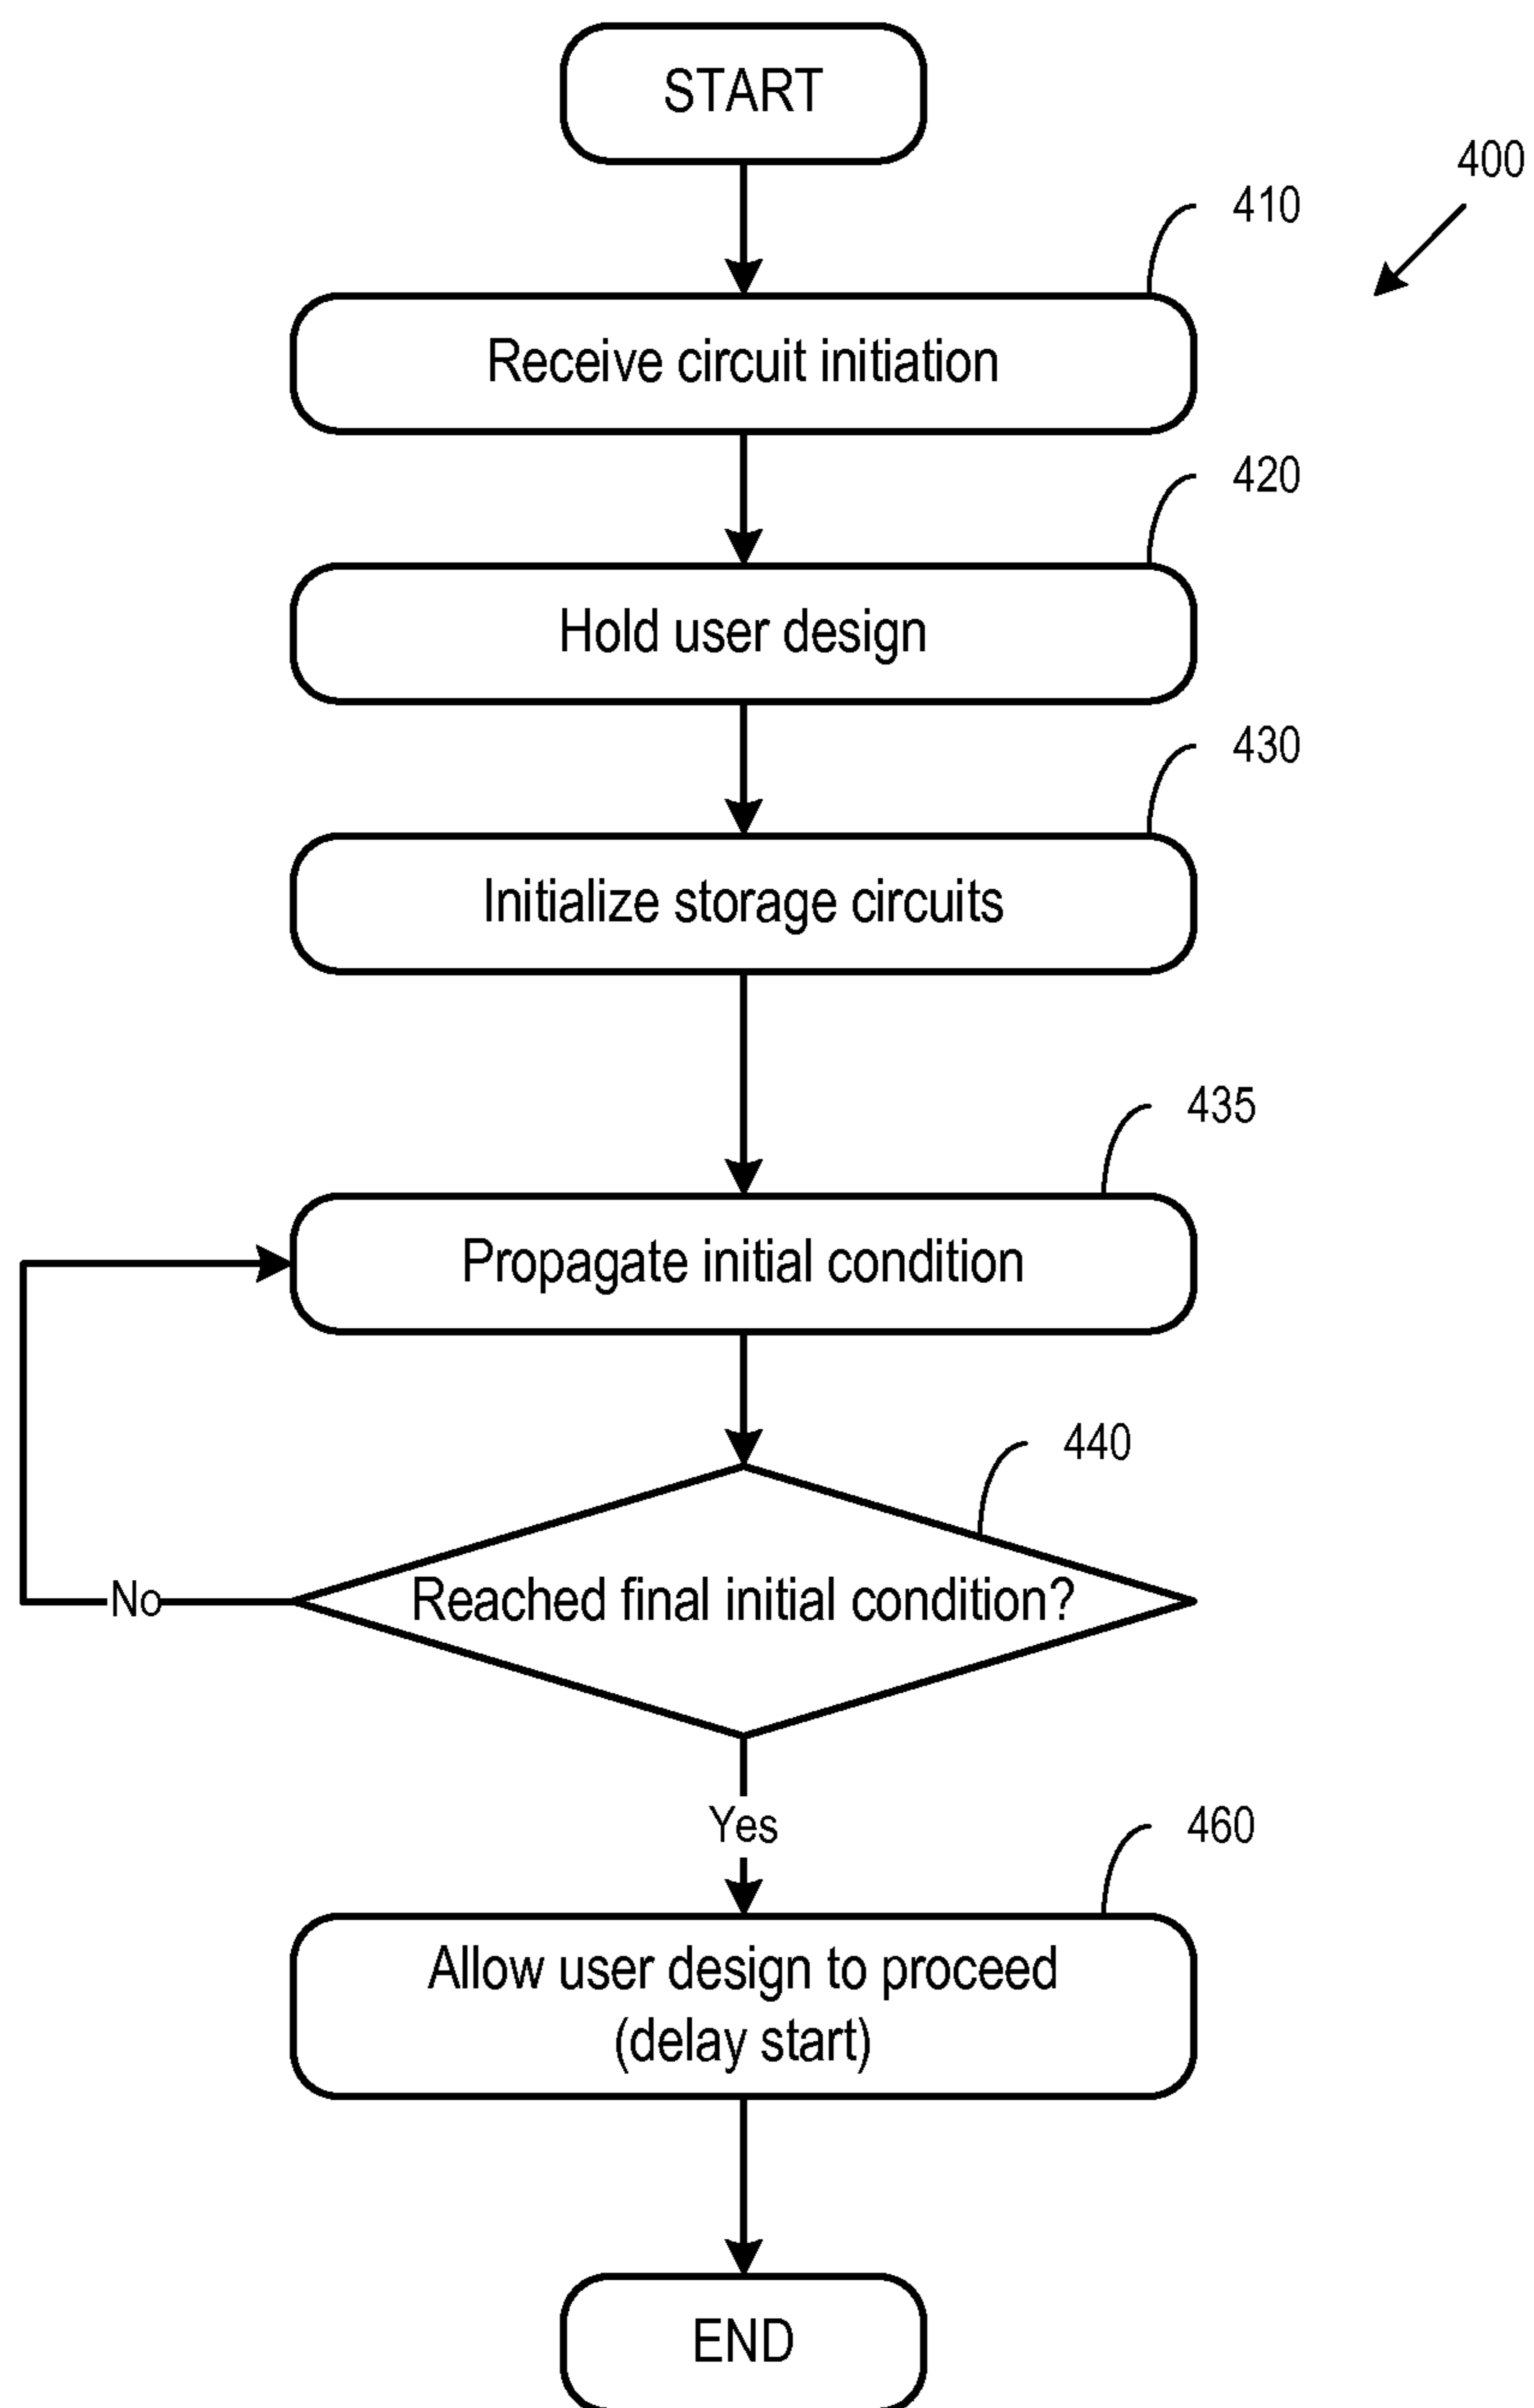 START
400
410
Receive circuit initiation
420
Hold user design
430
Initialize storage circuits
435
Propagate initial condition
440
Reached final initial condition?
No
Yes
460
Allow user design to proceed
(delay start)
END